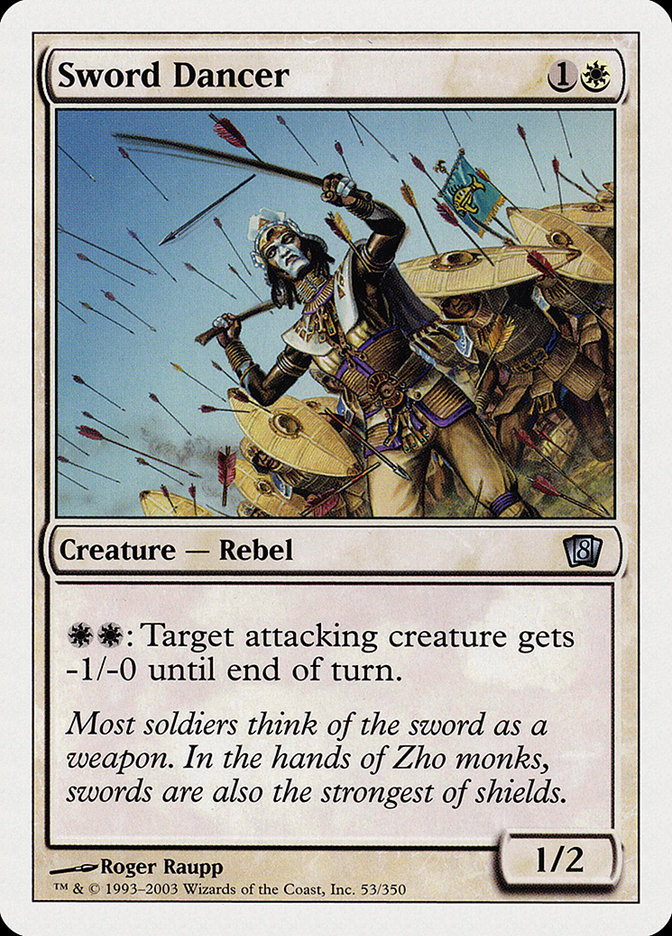 Sword Dancer 1
Creature — Rebel 8
: Target attacking creature gets
-1/-0 until end of turn.
Most soldiers think of the sword as a
weapon. In the hands of Zho monks,
swords are also the strongest of shields.
Roger Raupp
1/2
™ & © 1993–2003 Wizards of the Coast, Inc. 53/350